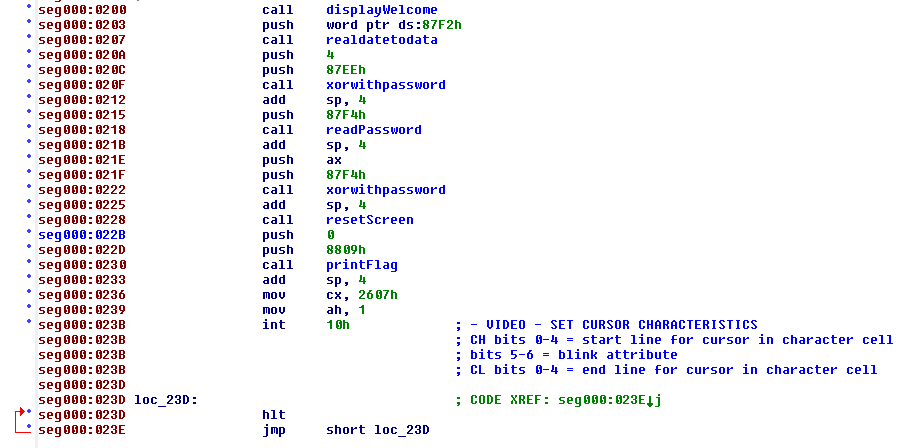 seg000:0200 call displayWelcome
seg000:0203 push word ptr ds:87F2h
seg000:0207 call realdatetodata
seg000:020A push 4
seg000:020C push 87EEh
seg000:020F call xorwithpassword
seg000:0212 add sp, 4
seg000:0215 push 87F4h
seg000:0218 call readPassword
seg000:021B add sp, 4
seg000:021E push ax
seg000:021F push 87F4h
seg000:0222 call xorwithpassword
seg000:0225 add sp, 4
seg000:0228 call resetScreen
seg000:022B push 0
seg000:022D push 8809h
seg000:0230 call printFlag
seg000:0233 add sp, 4
seg000:0236 mov cx, 2607h
seg000:0239 mov ah, 1
seg000:023B int 10h ; - VIDEO - SET CURSOR CHARACTERISTICS
seg000:023B ; CH bits 0-4 = start line for cursor in character cell
seg000:023B ; bits 5-6 = blink attribute
seg000:023B ; CL bits 0-4 = end line for cursor in character cell
seg000:023D
seg000:023D loc_23D: ; CODE XREF: seg000:023E↓j
seg000:023D hlt
seg000:023E jmp short loc_23D